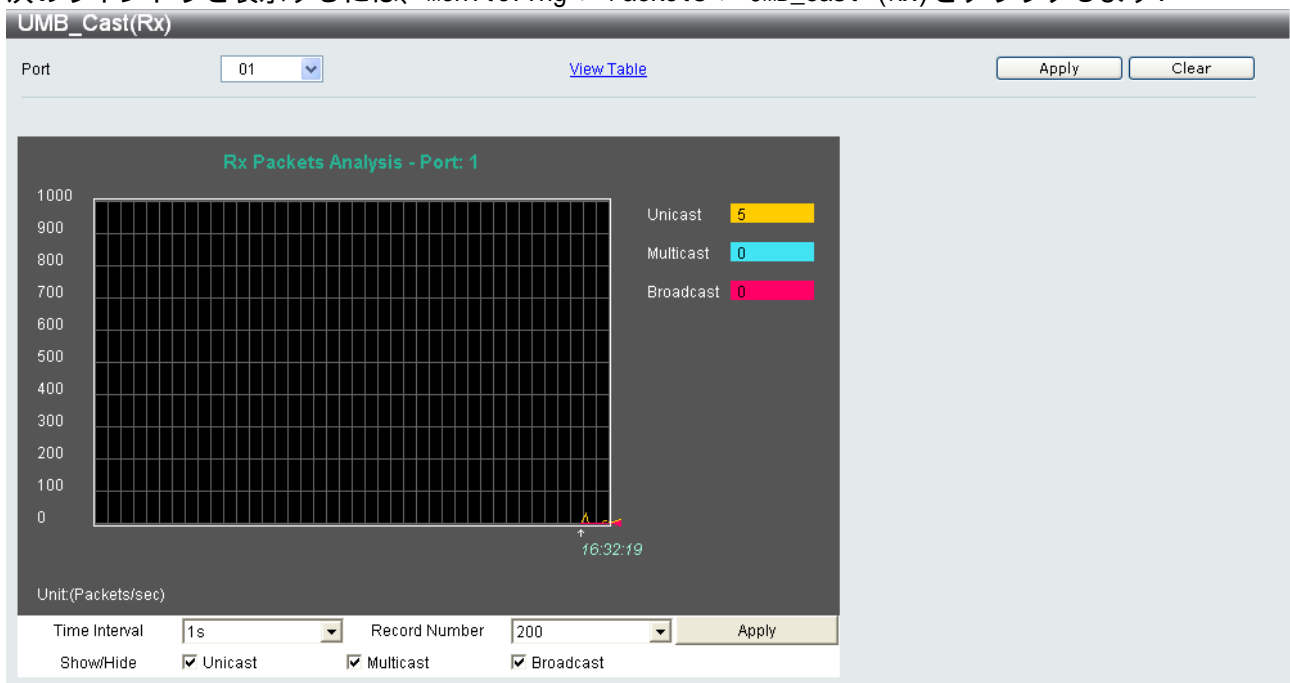 UMB_Cast(Rx)
Port 01 View Table Apply Clear
Rx Packets Analysis - Port: 1
1000
900
800
700
600
500
400
300
200
100
0
Unicast 5
Multicast 0
Broadcast 0
16:32:19
Unit:(Packets/sec)
Time Interval 1s Record Number 200 Apply
Show/Hide Unicast Multicast Broadcast